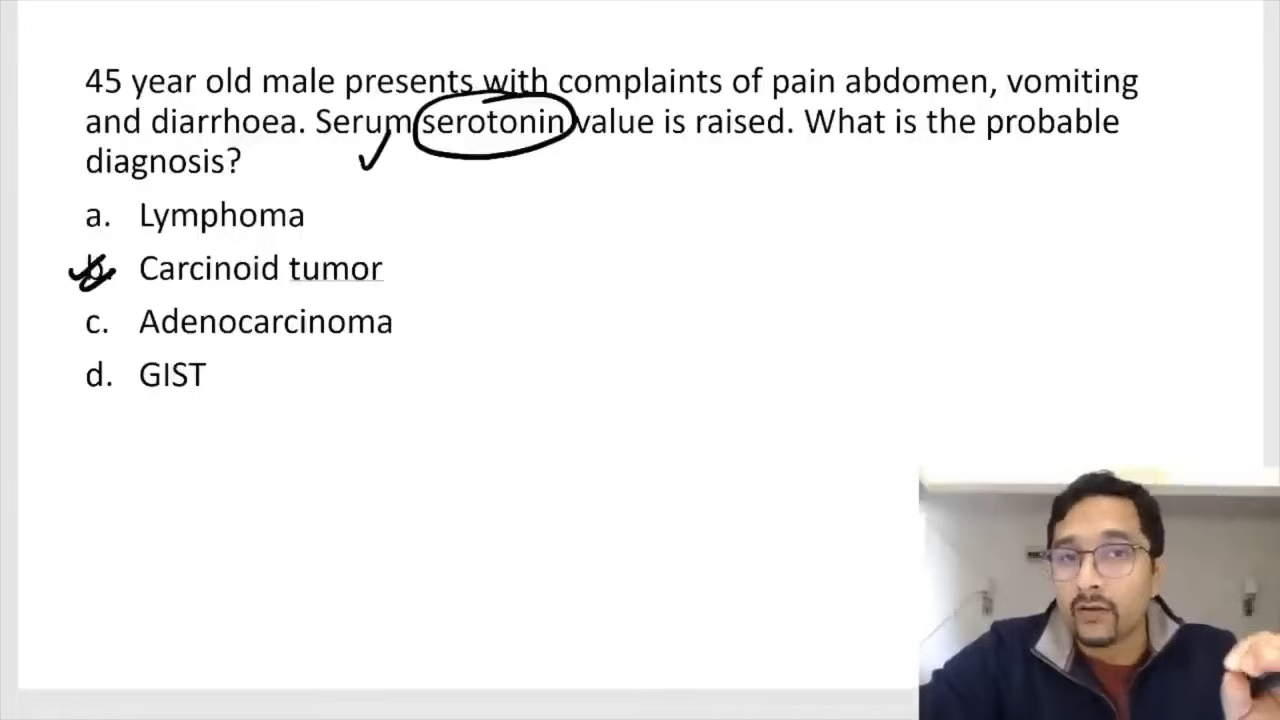 45 year old male presents with complaints of pain abdomen, vomiting
and diarrhoea. Serum serotonin value is raised. What is the probable
diagnosis?
a. Lymphoma
b. Carcinoid tumor
c. Adenocarcinoma
d. GIST